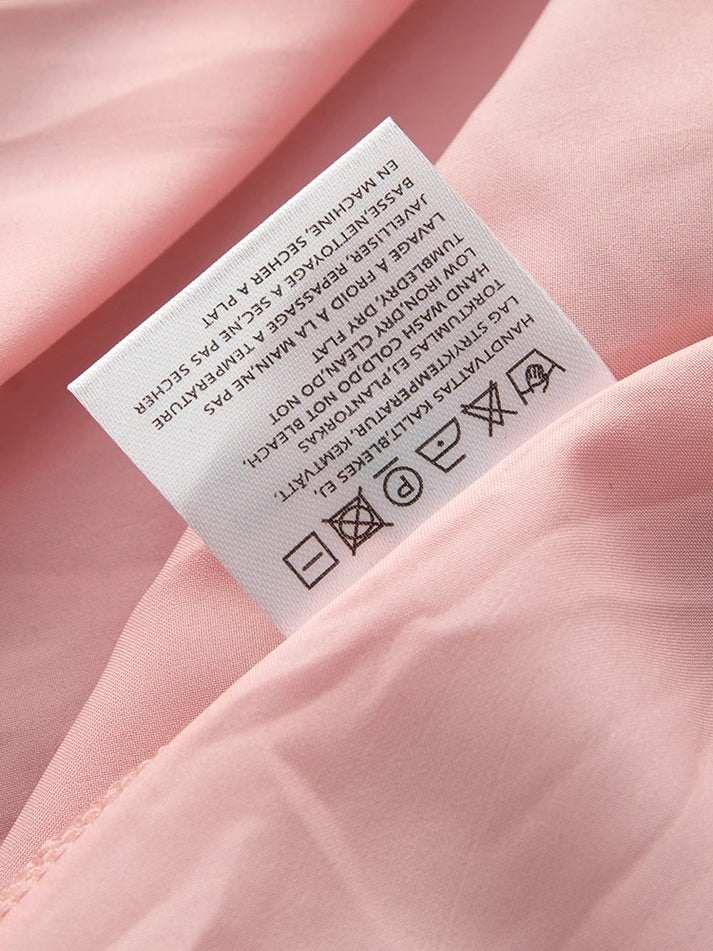 P
HANDTVATTAS KALLT.BLEKES EJ,
LAG STRYKTEMPERATUR, KEMTVÄTT,
TORKTUMLAS EJ,PLANTORKAS
HAND WASH COLD,DO NOT BLEACH,
LOW IRON,DRY CLEAN,DO NOT
TUMBLEDRY, DRY FLAT
LAVAGE A FROID A LA MAIN,NE PAS
JAVELLISER, REPASSAGE A TEMPERATURE
BASSE,NETTOYAGE A SEC,NE PAS SECHER
EN MACHINE, SECHER A PLAT